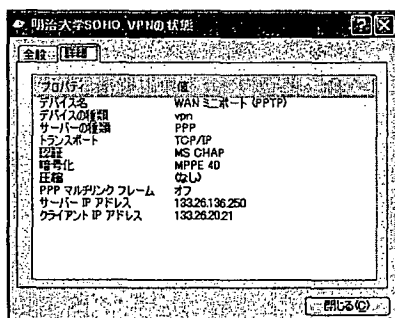 明治大学SOHO_VPNの状態
全般 詳細
プロパティ 値
デバイス名 WAN ミニポート (PPTP)
デバイスの種類 vpn
サーバーの種類 PPP
トランスポート TCP/IP
認証 MS CHAP
暗号化 MPPE 40
圧縮 (なし)
PPP マルチリンク フレーム オフ
サーバー IP アドレス 133.26.136.250
クライアント IP アドレス 133.26.20.21
閉じる(C)